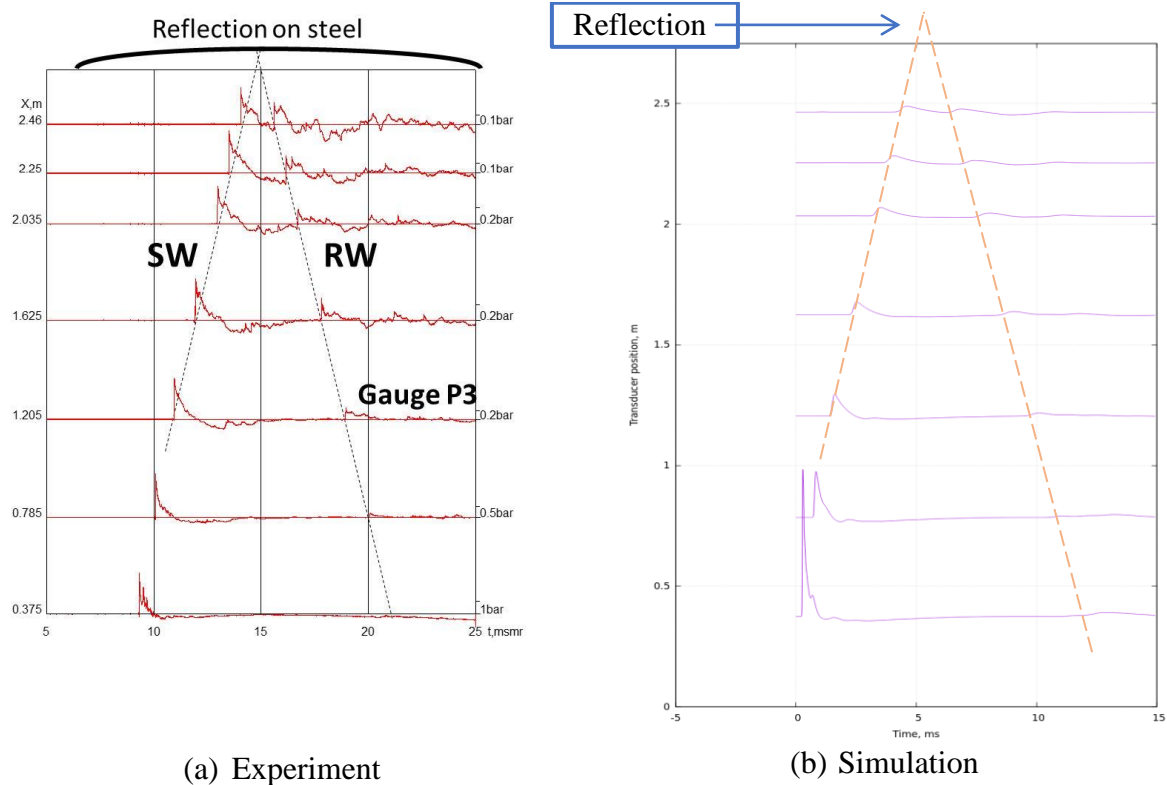 Reflection on steel
X,m
2.46
0.1bar
2.25
0.1bar
2.035
0.2bar
SW
RW
1.625
0.2bar
Gauge P3
1.205
0.2bar
0.785
0.5bar
0.375
1bar
5
10
15
20
25
t,msmr
(a) Experiment
Reflection
2.5
2
1.5
1
0.5
0
Transducer position, m
-5
0
5
10
15
Time, ms
(b) Simulation